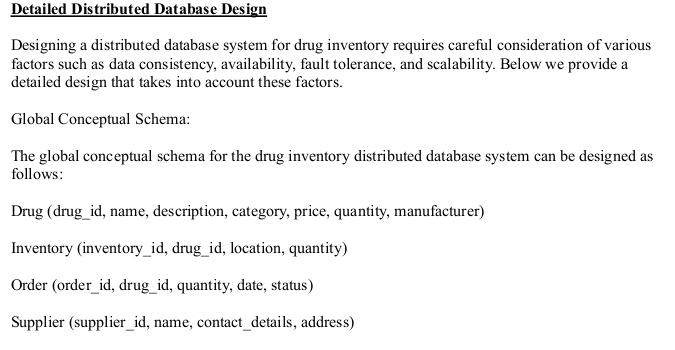 Detailed Distributed Database Design
Designing a distributed database system for drug inventory requires careful consideration of various
factors such as data consistency, availability, fault tolerance, and scalability. Below we provide a
detailed design that takes into account these factors.
Global Conceptual Schema:
The global conceptual schema for the drug inventory distributed database system can be designed as
follows:
Drug (drug_id, name, description, category, price, quantity, manufacturer)
Inventory (inventory_id, drug_id, location, quantity)
Order (order_id, drug_id, quantity, date, status)
Supplier (supplier_id, name, contact_details, address)